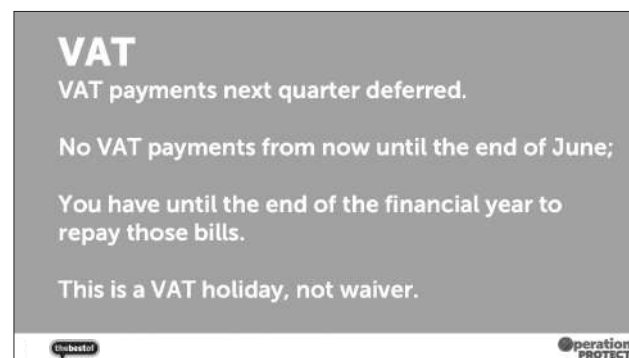 VAT
VAT payments next quarter deferred.
No VAT payments from now until the end of June;
You have until the end of the financial year to
repay those bills.
This is a VAT holiday, not waiver.
thebestof
Operation
PROTECT